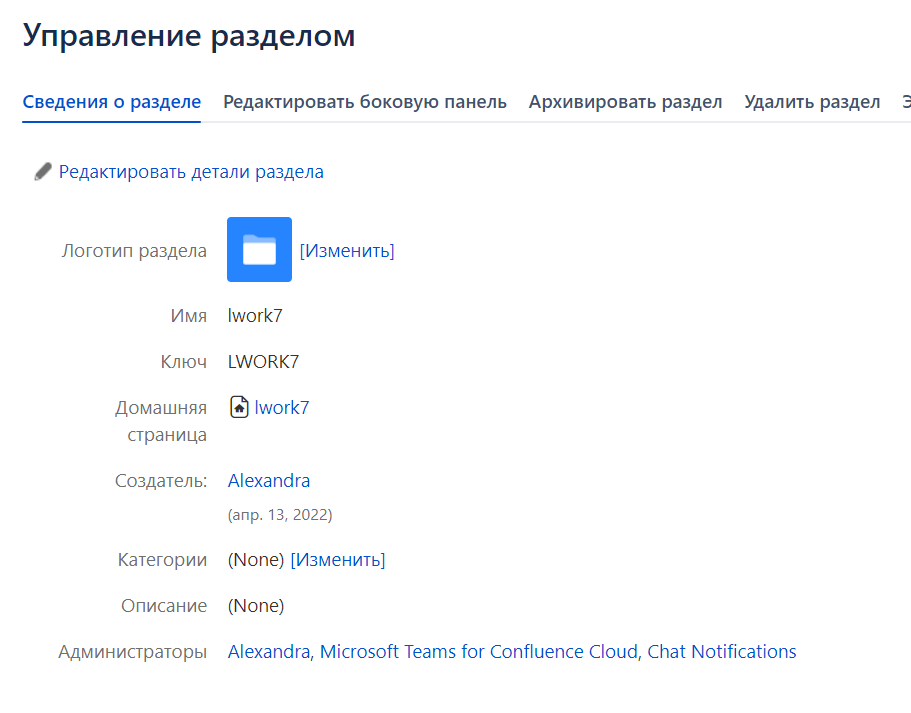 Управление разделом
Сведения о разделе Редактировать боковую панель Архивировать раздел Удалить раздел
Редактировать детали раздела
Логотип раздела [Изменить]
Имя lwork7
Ключ LWORK7
Домашняя страница lwork7
Создатель: Alexandra
(апр. 13, 2022)
Категории (None) [Изменить]
Описание (None)
Администраторы Alexandra, Microsoft Teams for Confluence Cloud, Chat Notifications